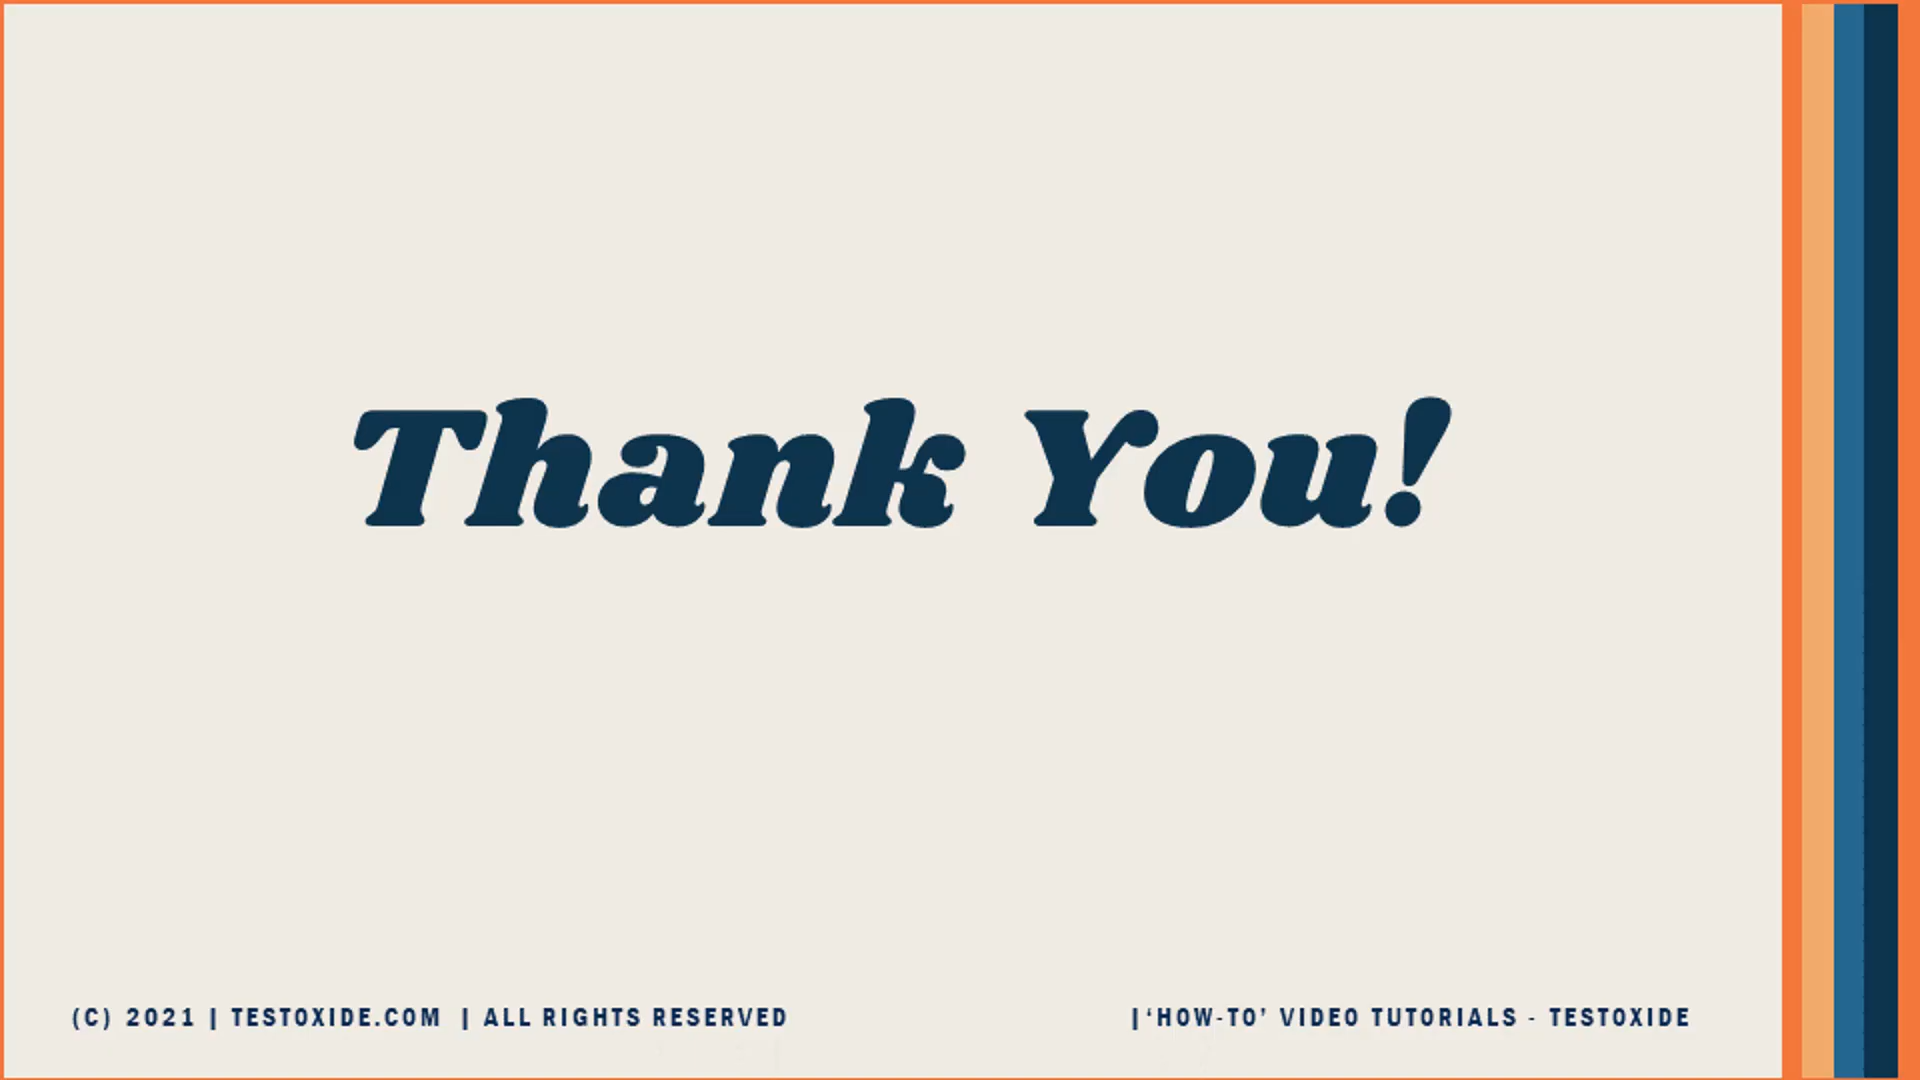 Thank You!
(C) 2021 | TESTOXIDE.COM | ALL RIGHTS RESERVED
|‘HOW-TO’ VIDEO TUTORIALS - TESTOXIDE